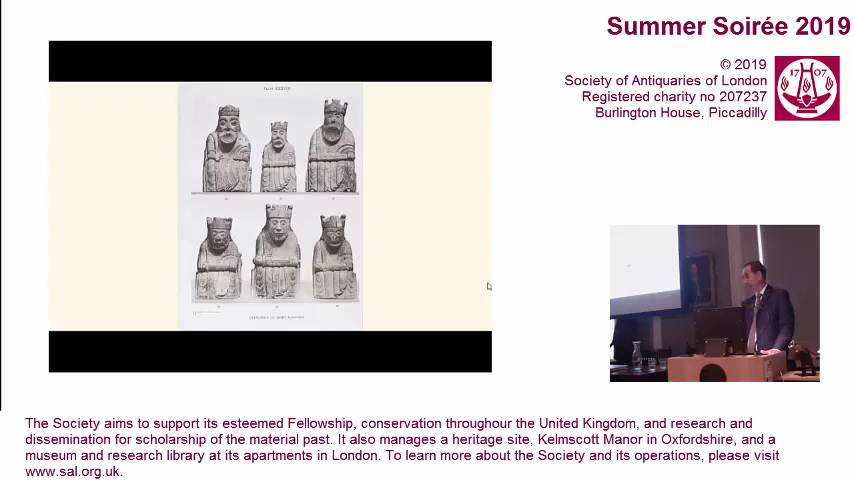 Summer Soirée 2019
© 2019
Society of Antiquaries of London
Registered charity no 207237
Burlington House, Piccadilly
17 07
The Society aims to support its esteemed Fellowship, conservation throughour the United Kingdom, and research and
dissemination for scholarship of the material past. It also manages a heritage site, Kelmscott Manor in Oxfordshire, and a
museum and research library at its apartments in London. To learn more about the Society and its operations, please visit
www.sal.org.uk.